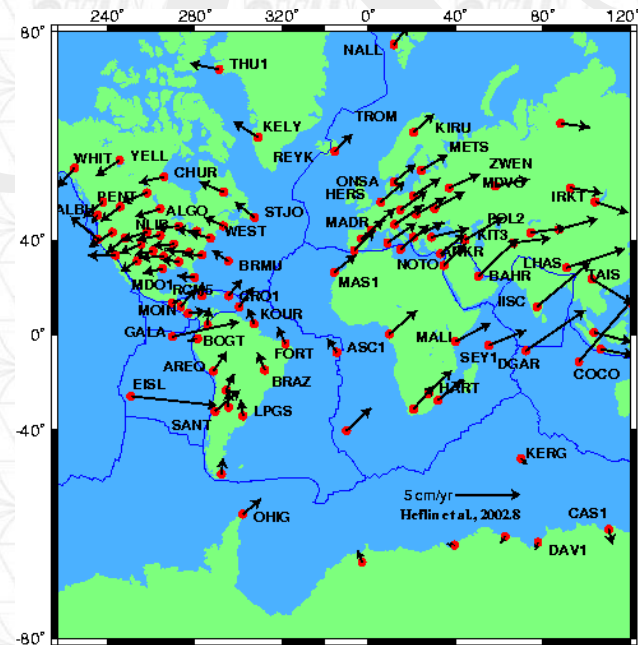 240° 280° 320° 0° 40° 80° 120°
80°
NALL
THU1
TROM
KELY
KIRU
REYK
METS
WHIT YELL
ZWEN
CHUR
ONSA
MDVO
PENT
HERS
IRKT
ALBH
ALGO
STJO
NLIB
MADR
POL2
WEST
KIT3
40°
ANKR
LHAS
BRMU
NOTO
TAIS
MDO1
MAS1
BAHR
RCM5
CRO1
IISC
MOIN
KOUR
GALA
MALI
0°
BOGT
ASC1
SEY1
FORT
DGAR
AREQ
COCO
BRAZ
EISL
HART
LPGS
SANT
-40°
KERG
5 cm/yr
Heflin et al., 2002.8
CAS1
OHIG
DAV1
-80°